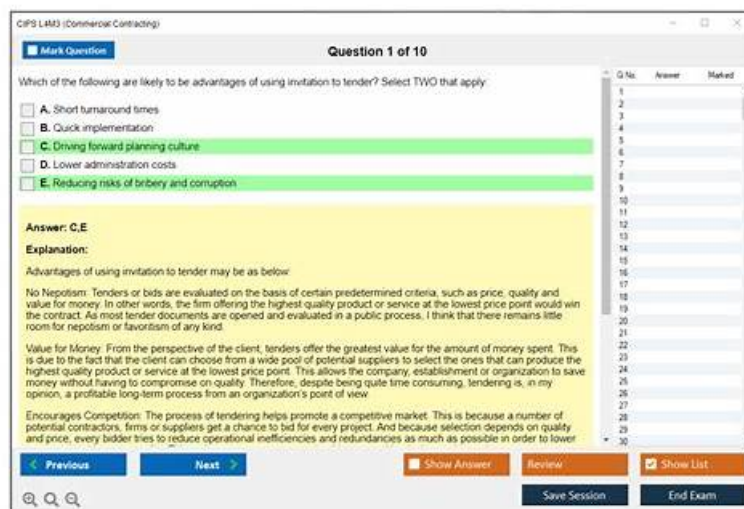 CIPS L4M3 (Commercial Contracting)
Mark Question
Question 1 of 10
Which of the following are likely to be advantages of using invitation to tender? Select TWO that apply:
A. Short turnaround times
B. Quick implementation
C. Driving forward planning culture
D. Lower administration costs
E. Reducing risks of bribery and corruption
Answer: C,E
Explanation:
Advantages of using invitation to tender may be as below:
No Nepotism: Tenders or bids are evaluated on the basis of certain predetermined criteria, such as price, quality and
value for money. In other words, the firm offering the highest quality product or service at the lowest price point would win
the contract. As most tender documents are opened and evaluated in a public process, I think that there remains little
room for nepotism or favoritism of any kind.
Value for Money: From the perspective of the client, tenders offer the greatest value for the amount of money spent. This
is due to the fact that the client can choose from a wide pool of potential suppliers to select the ones that can produce the
highest quality product or service at the lowest price point. This allows the company, establishment or organization to save
money without having to compromise on quality. Therefore, despite being quite time consuming, tendering is, in my
opinion, a profitable long-term process from an organization's point of view
Encourages Competition: The process of tendering helps promote a competitive market. This is because a number of
potential contractors, firms or suppliers get a chance to bid for every project. And because selection depends on quality
and price, every bidder tries to reduce operational inefficiencies and redundancies as much as possible in order to lower
Q No. Answer Marked
1
2
3
4
5
6
7
8
9
10
11
12
13
14
15
16
17
18
19
20
21
22
23
24
25
26
27
28
29
30
Previous
Next
Show Answer
Review
Show List
Save Session
End Exam